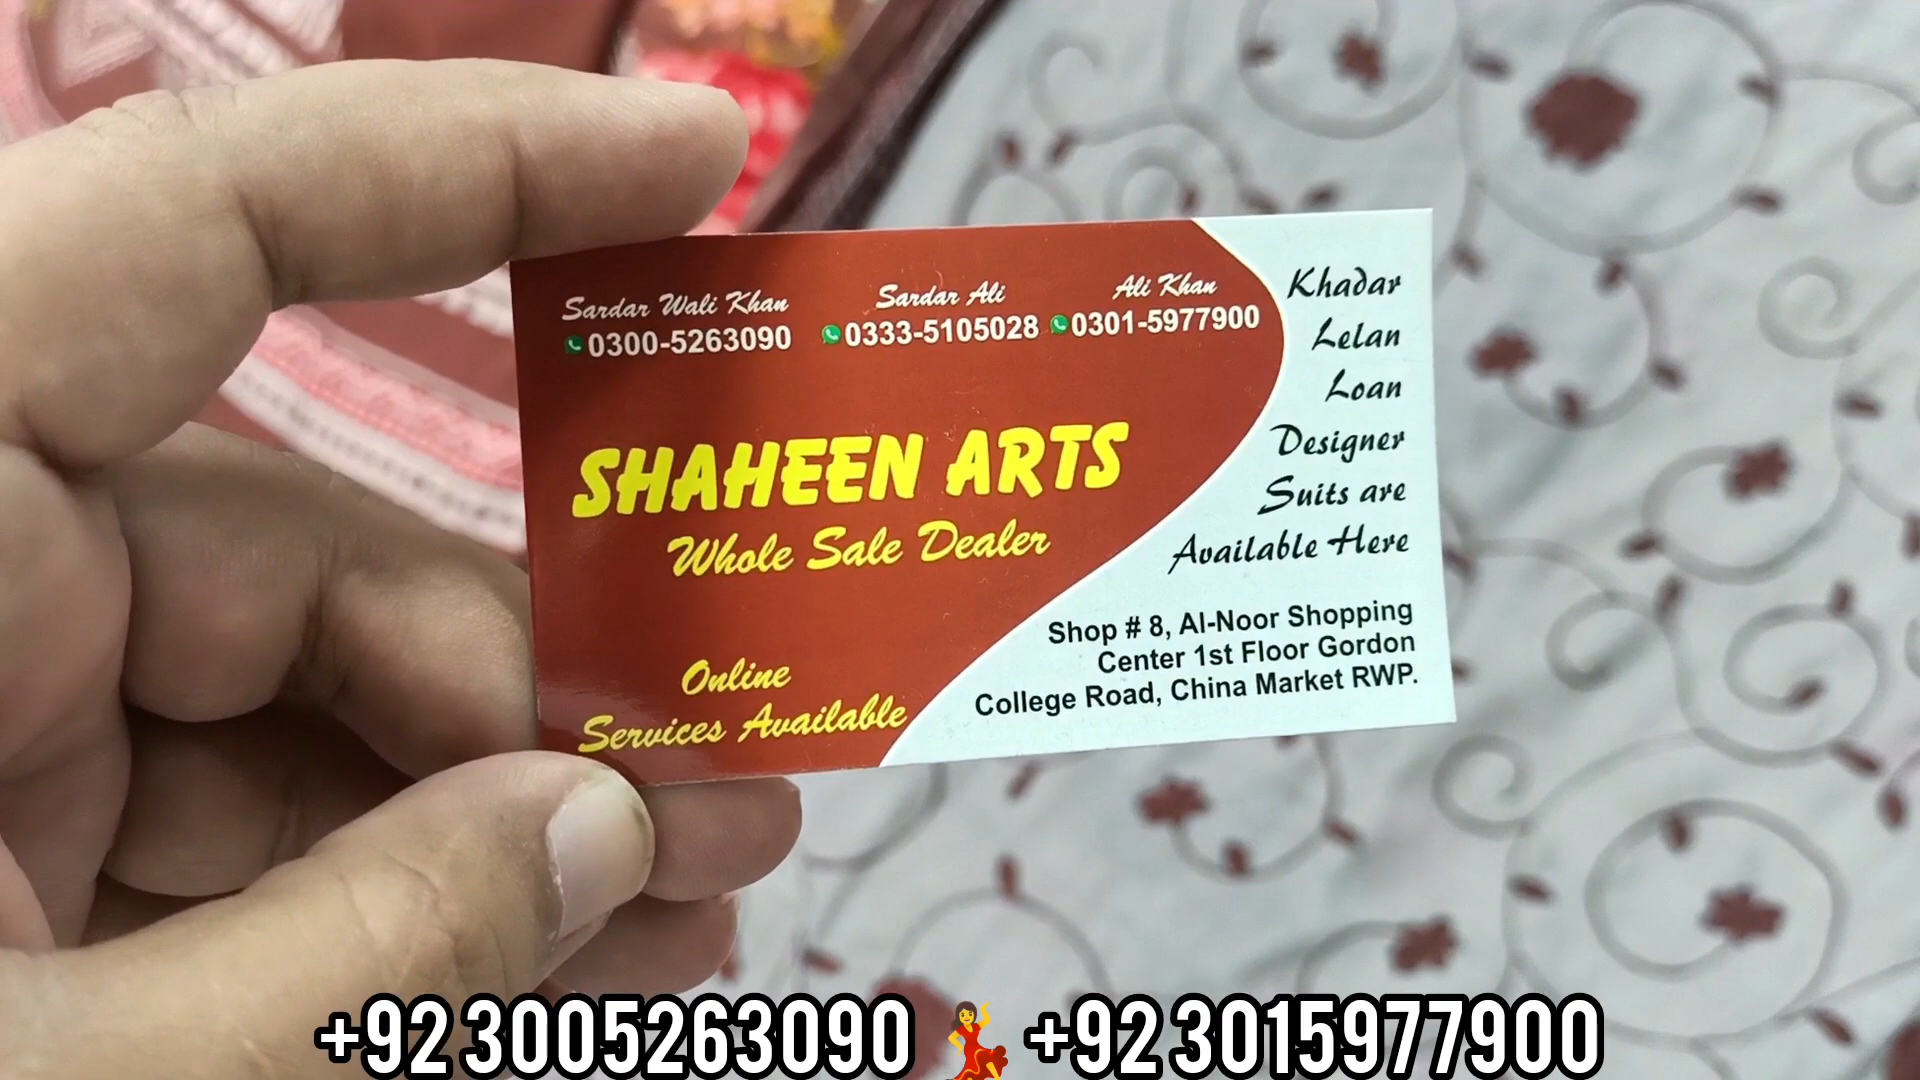 Sardar Wali Khan
0300-5263090
Sardar Ali
0333-5105028
Ali Khan
0301-5977900
SHAHEEN ARTS
Whole Sale Dealer
Online
Services Available
Khadar
Lelan
Loan
Designer
Suits are
Available Here
Shop # 8, Al-Noor Shopping
Center 1st Floor Gordon
College Road, China Market RWP.
+92 3005263090 +92 3015977900